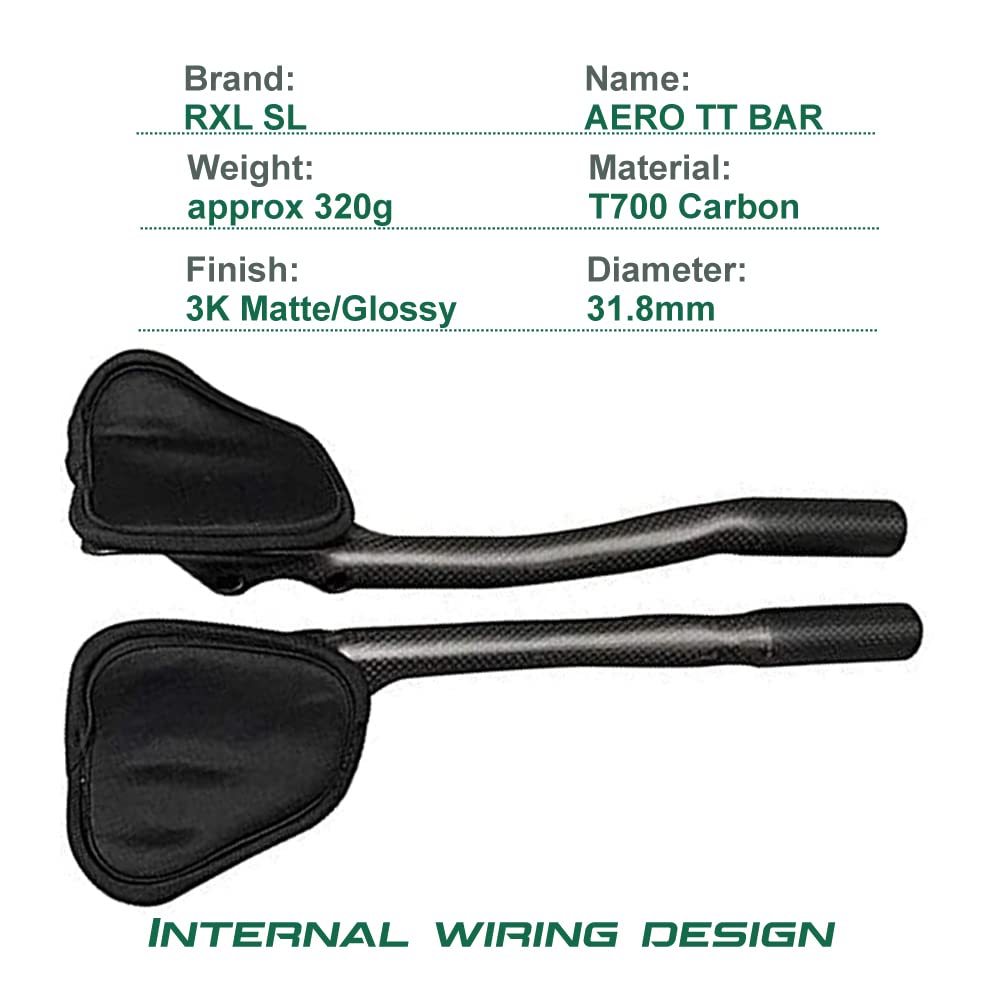 Brand:
RXL SL
Name:
AERO TT BAR
Weight:
approx 320g
Material:
T700 Carbon
Finish:
3K Matte/Glossy
Diameter:
31.8mm
INTERNAL WIRING DESIGN